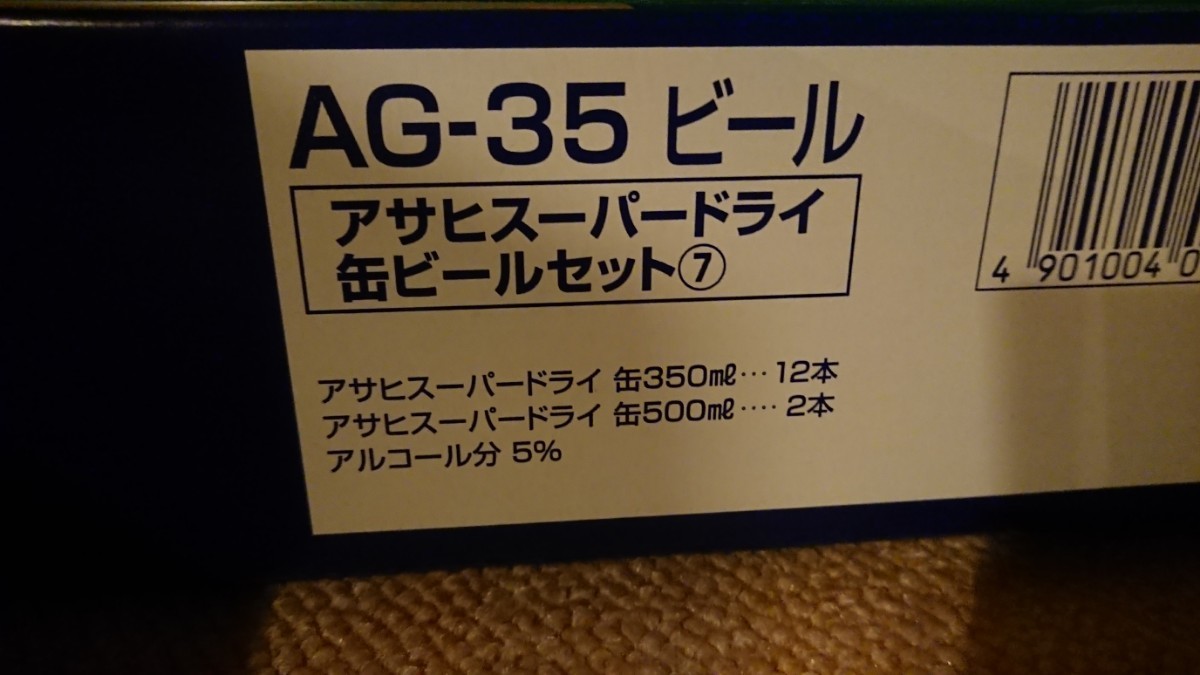 AG-35 ビール
アサヒスーパードライ
缶ビールセット⑦
4 901004 0
アサヒスーパードライ 缶350㎖…12本
アサヒスーパードライ 缶500㎖‥‥2本
アルコール分 5%